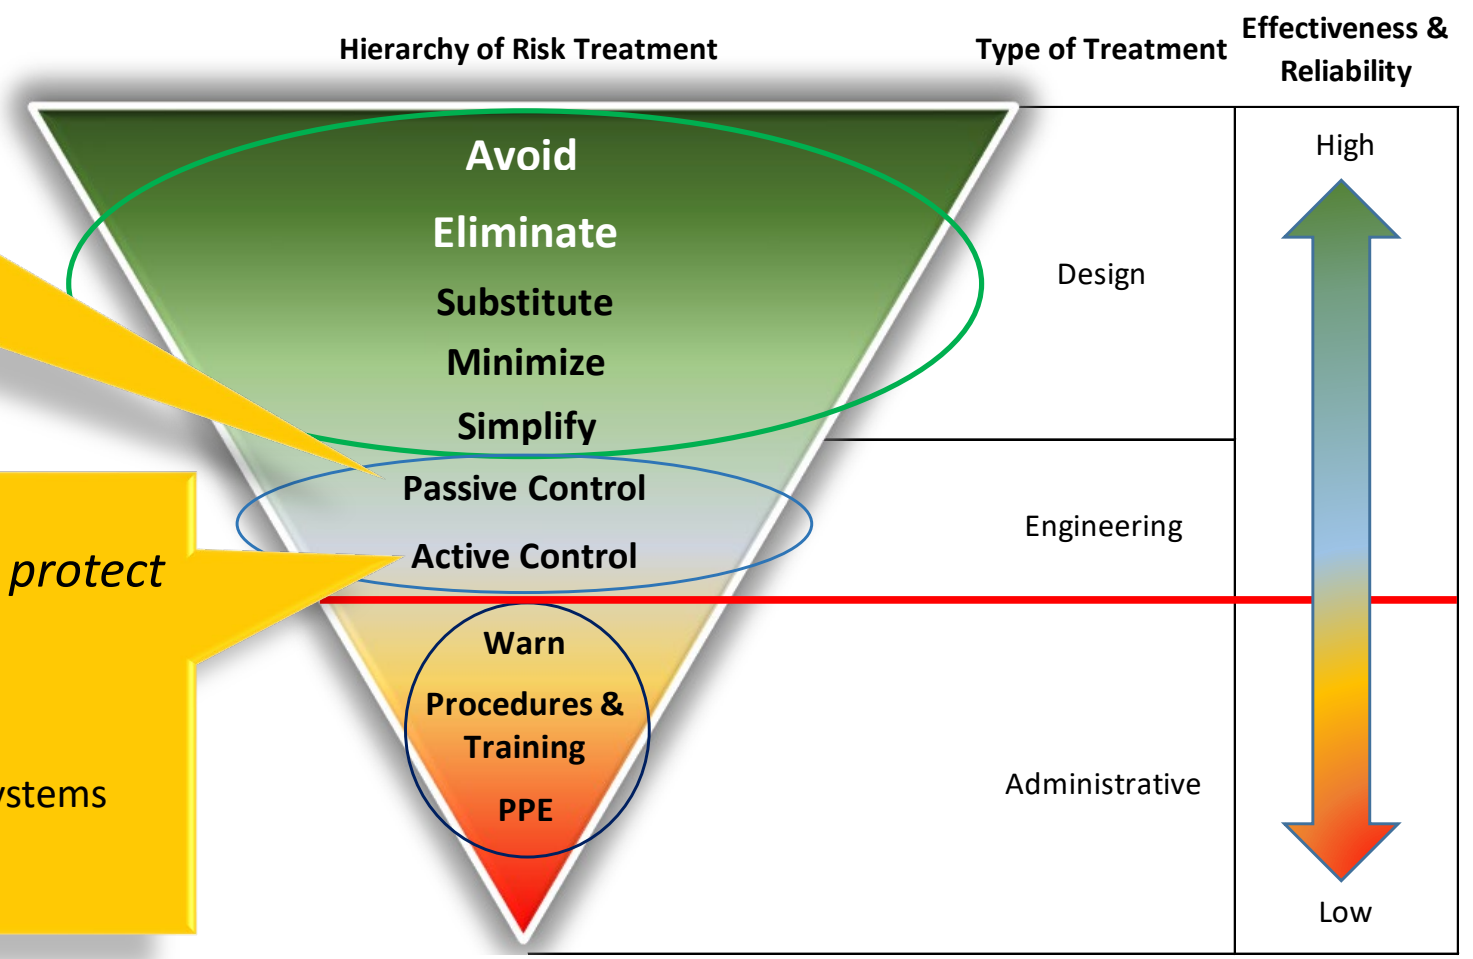 Hierarchy of Risk Treatment
Type of Treatment
Effectiveness &
Reliability
Avoid
Eliminate
Substitute
Minimize
Simplify
Passive Control
Active Control
Warn
Procedures &
Training
PPE
Design
Engineering
Administrative
High
Low
protect
ystems